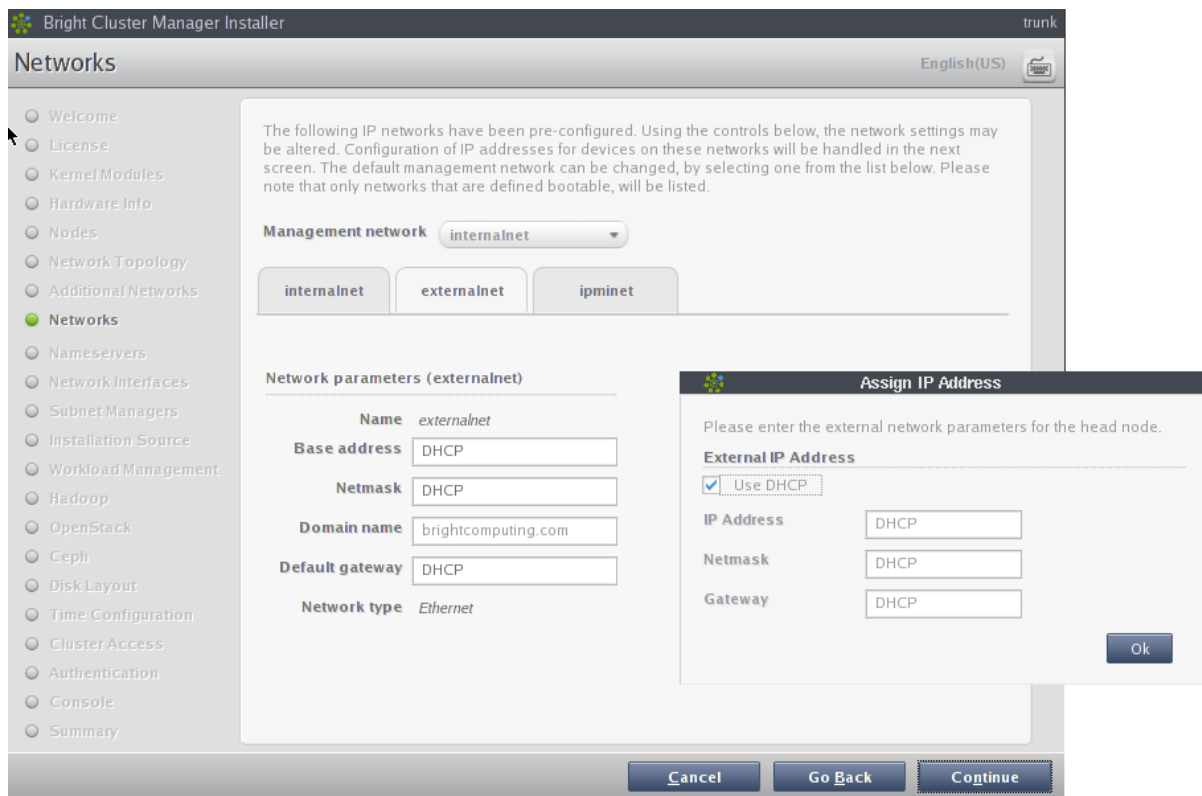 Bright Cluster Manager Installer
trunk
Networks
English(US)
Welcome
License
Kernel Modules
Hardware Info
Nodes
Network Topology
Additional Networks
Networks
Nameservers
Network Interfaces
Subnet Managers
Installation Source
Workload Management
Hadoop
OpenStack
Ceph
Disk Layout
Time Configuration
Cluster Access
Authentication
Console
Summary
The following IP networks have been pre-configured. Using the controls below, the network settings may
be altered. Configuration of IP addresses for devices on these networks will be handled in the next
screen. The default management network can be changed, by selecting one from the list below. Please
note that only networks that are defined bootable, will be listed.
Management network internalnet
internalnet externalnet ipminet
Network parameters (externalnet)
Name externalnet
Base address DHCP
Netmask DHCP
Domain name brightcomputing.com
Default gateway DHCP
Network type Ethernet
Assign IP Address
Please enter the external network parameters for the head node.
External IP Address
Use DHCP
IP Address DHCP
Netmask DHCP
Gateway DHCP
Ok
Cancel Go Back Continue